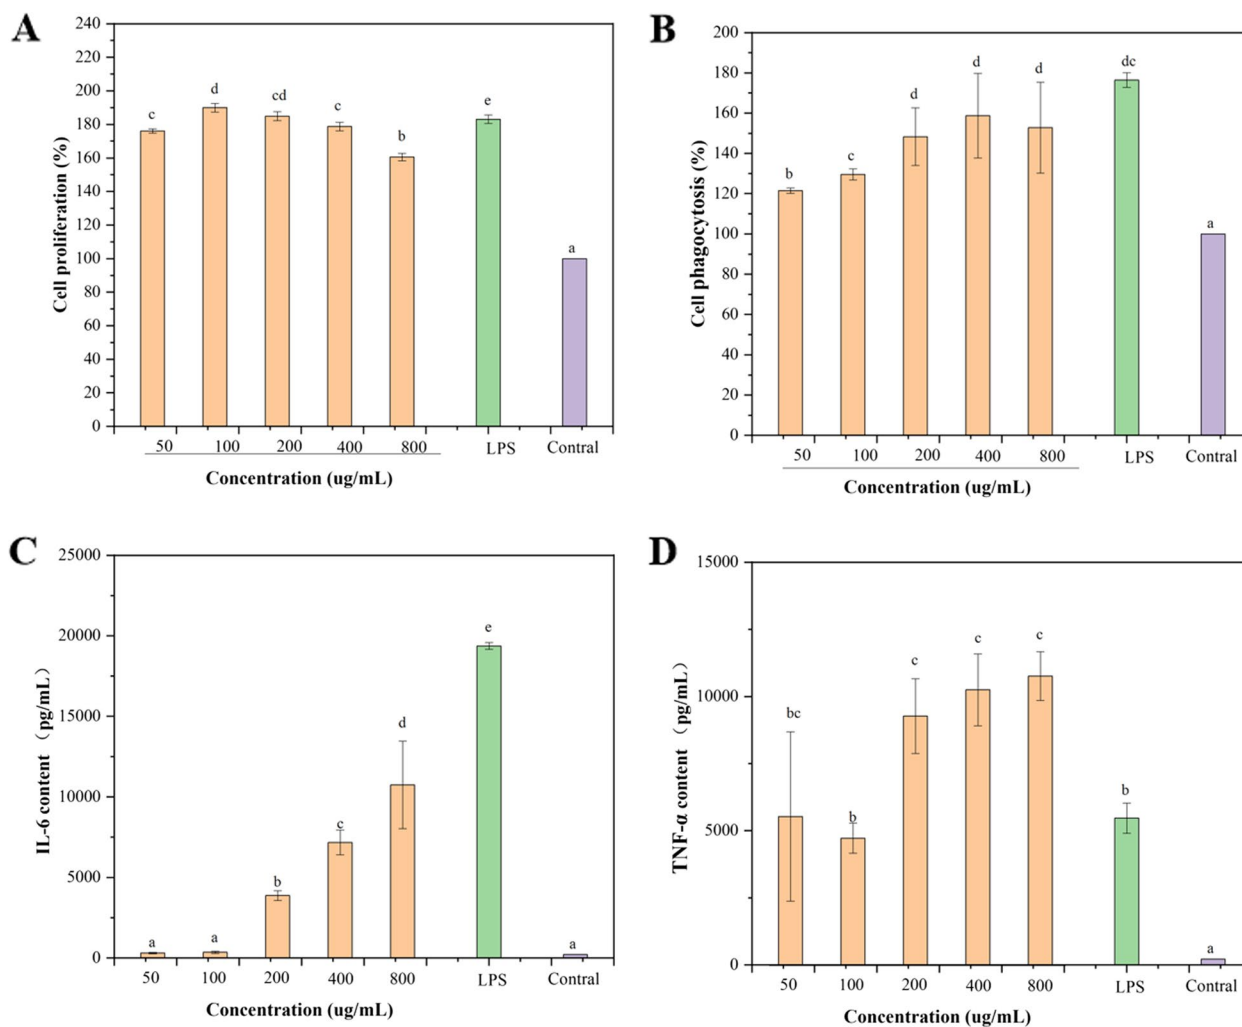 A
Cell proliferation (%)
240
220
200
180
160
140
120
100
80
60
40
20
0
c
d
cd
c
b
e
a
50 100 200 400 800 LPS Contral
Concentration (ug/mL)
B
Cell phagocytosis (%)
200
180
160
140
120
100
80
60
40
20
0
b
c
d
d
d
dc
a
50 100 200 400 800 LPS Contral
Concentration (ug/mL)
C
IL-6 content （pg/mL）
25000
20000
15000
10000
5000
0
a
a
b
c
d
e
a
50 100 200 400 800 LPS Contral
Concentration (ug/mL)
D
TNF-α content （pg/mL）
15000
10000
5000
0
bc
b
c
c
c
b
a
50 100 200 400 800 LPS Contral
Concentration (ug/mL)